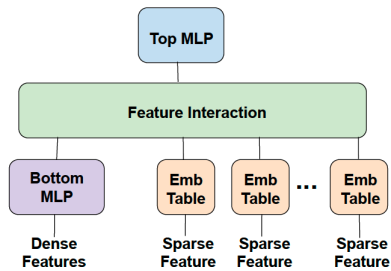 Top MLP
Feature Interaction
Bottom
MLP
Emb
Table
Emb
Table
...
Emb
Table
Dense
Features
Sparse
Feature
Sparse
Feature
Sparse
Feature